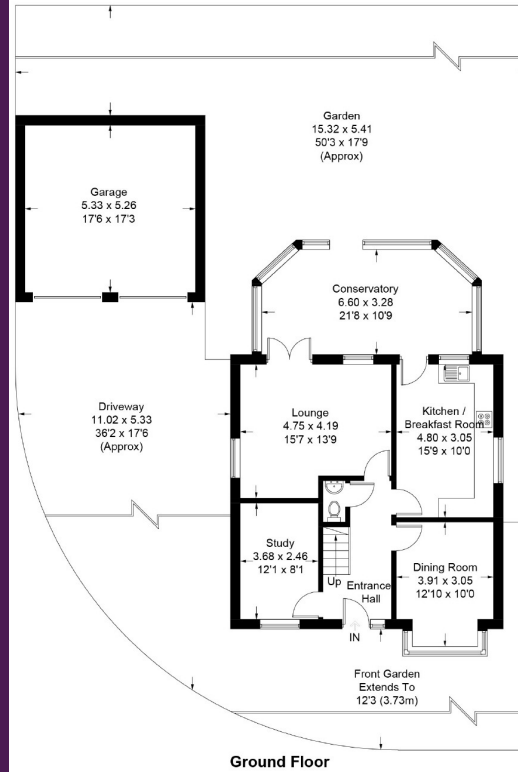 Garden
15.32 x 5.41
50'3 x 17'9
(Approx)
Garage
5.33 x 5.26
17'6 x 17'3
Conservatory
6.60 x 3.28
21'8 x 10'9
Driveway
11.02 x 5.33
36'2 x 17'6
(Approx)
Lounge
4.75 x 4.19
15'7 x 13'9
Kitchen /
Breakfast Room
4.80 x 3.05
15'9 x 10'0
Study
3.68 x 2.46
12'1 x 8'1
Up
Entrance
Hall
IN
Dining Room
3.91 x 3.05
12'10 x 10'0
Front Garden
Extends To
12'3 (3.73m)
Ground Floor